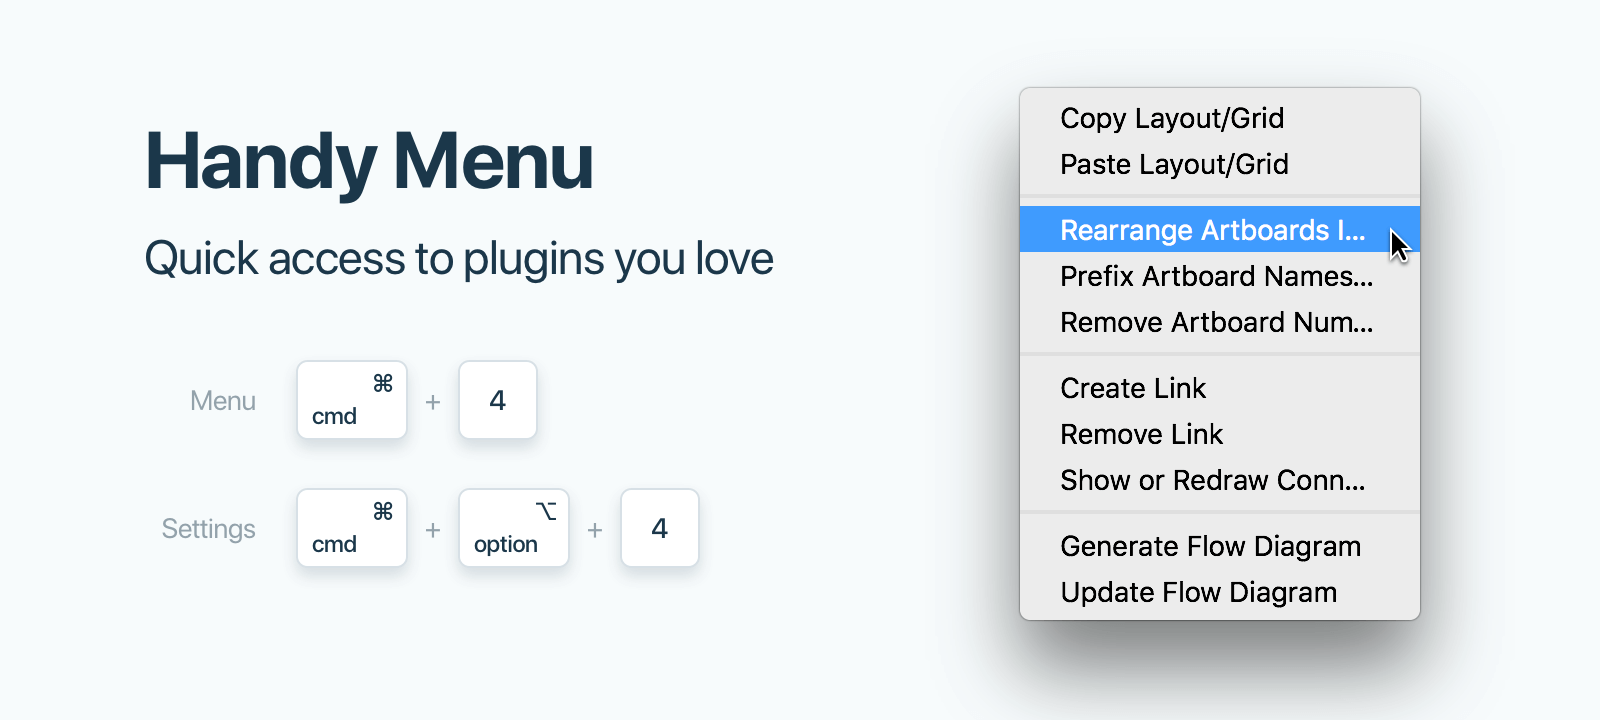 Handy Menu
Quick access to plugins you love
Menu ⌘ cmd + 4
Settings ⌘ cmd + ⌥ option + 4
Copy Layout/Grid
Paste Layout/Grid
Rearrange Artboards I...
Prefix Artboard Names...
Remove Artboard Num...
Create Link
Remove Link
Show or Redraw Conn...
Generate Flow Diagram
Update Flow Diagram